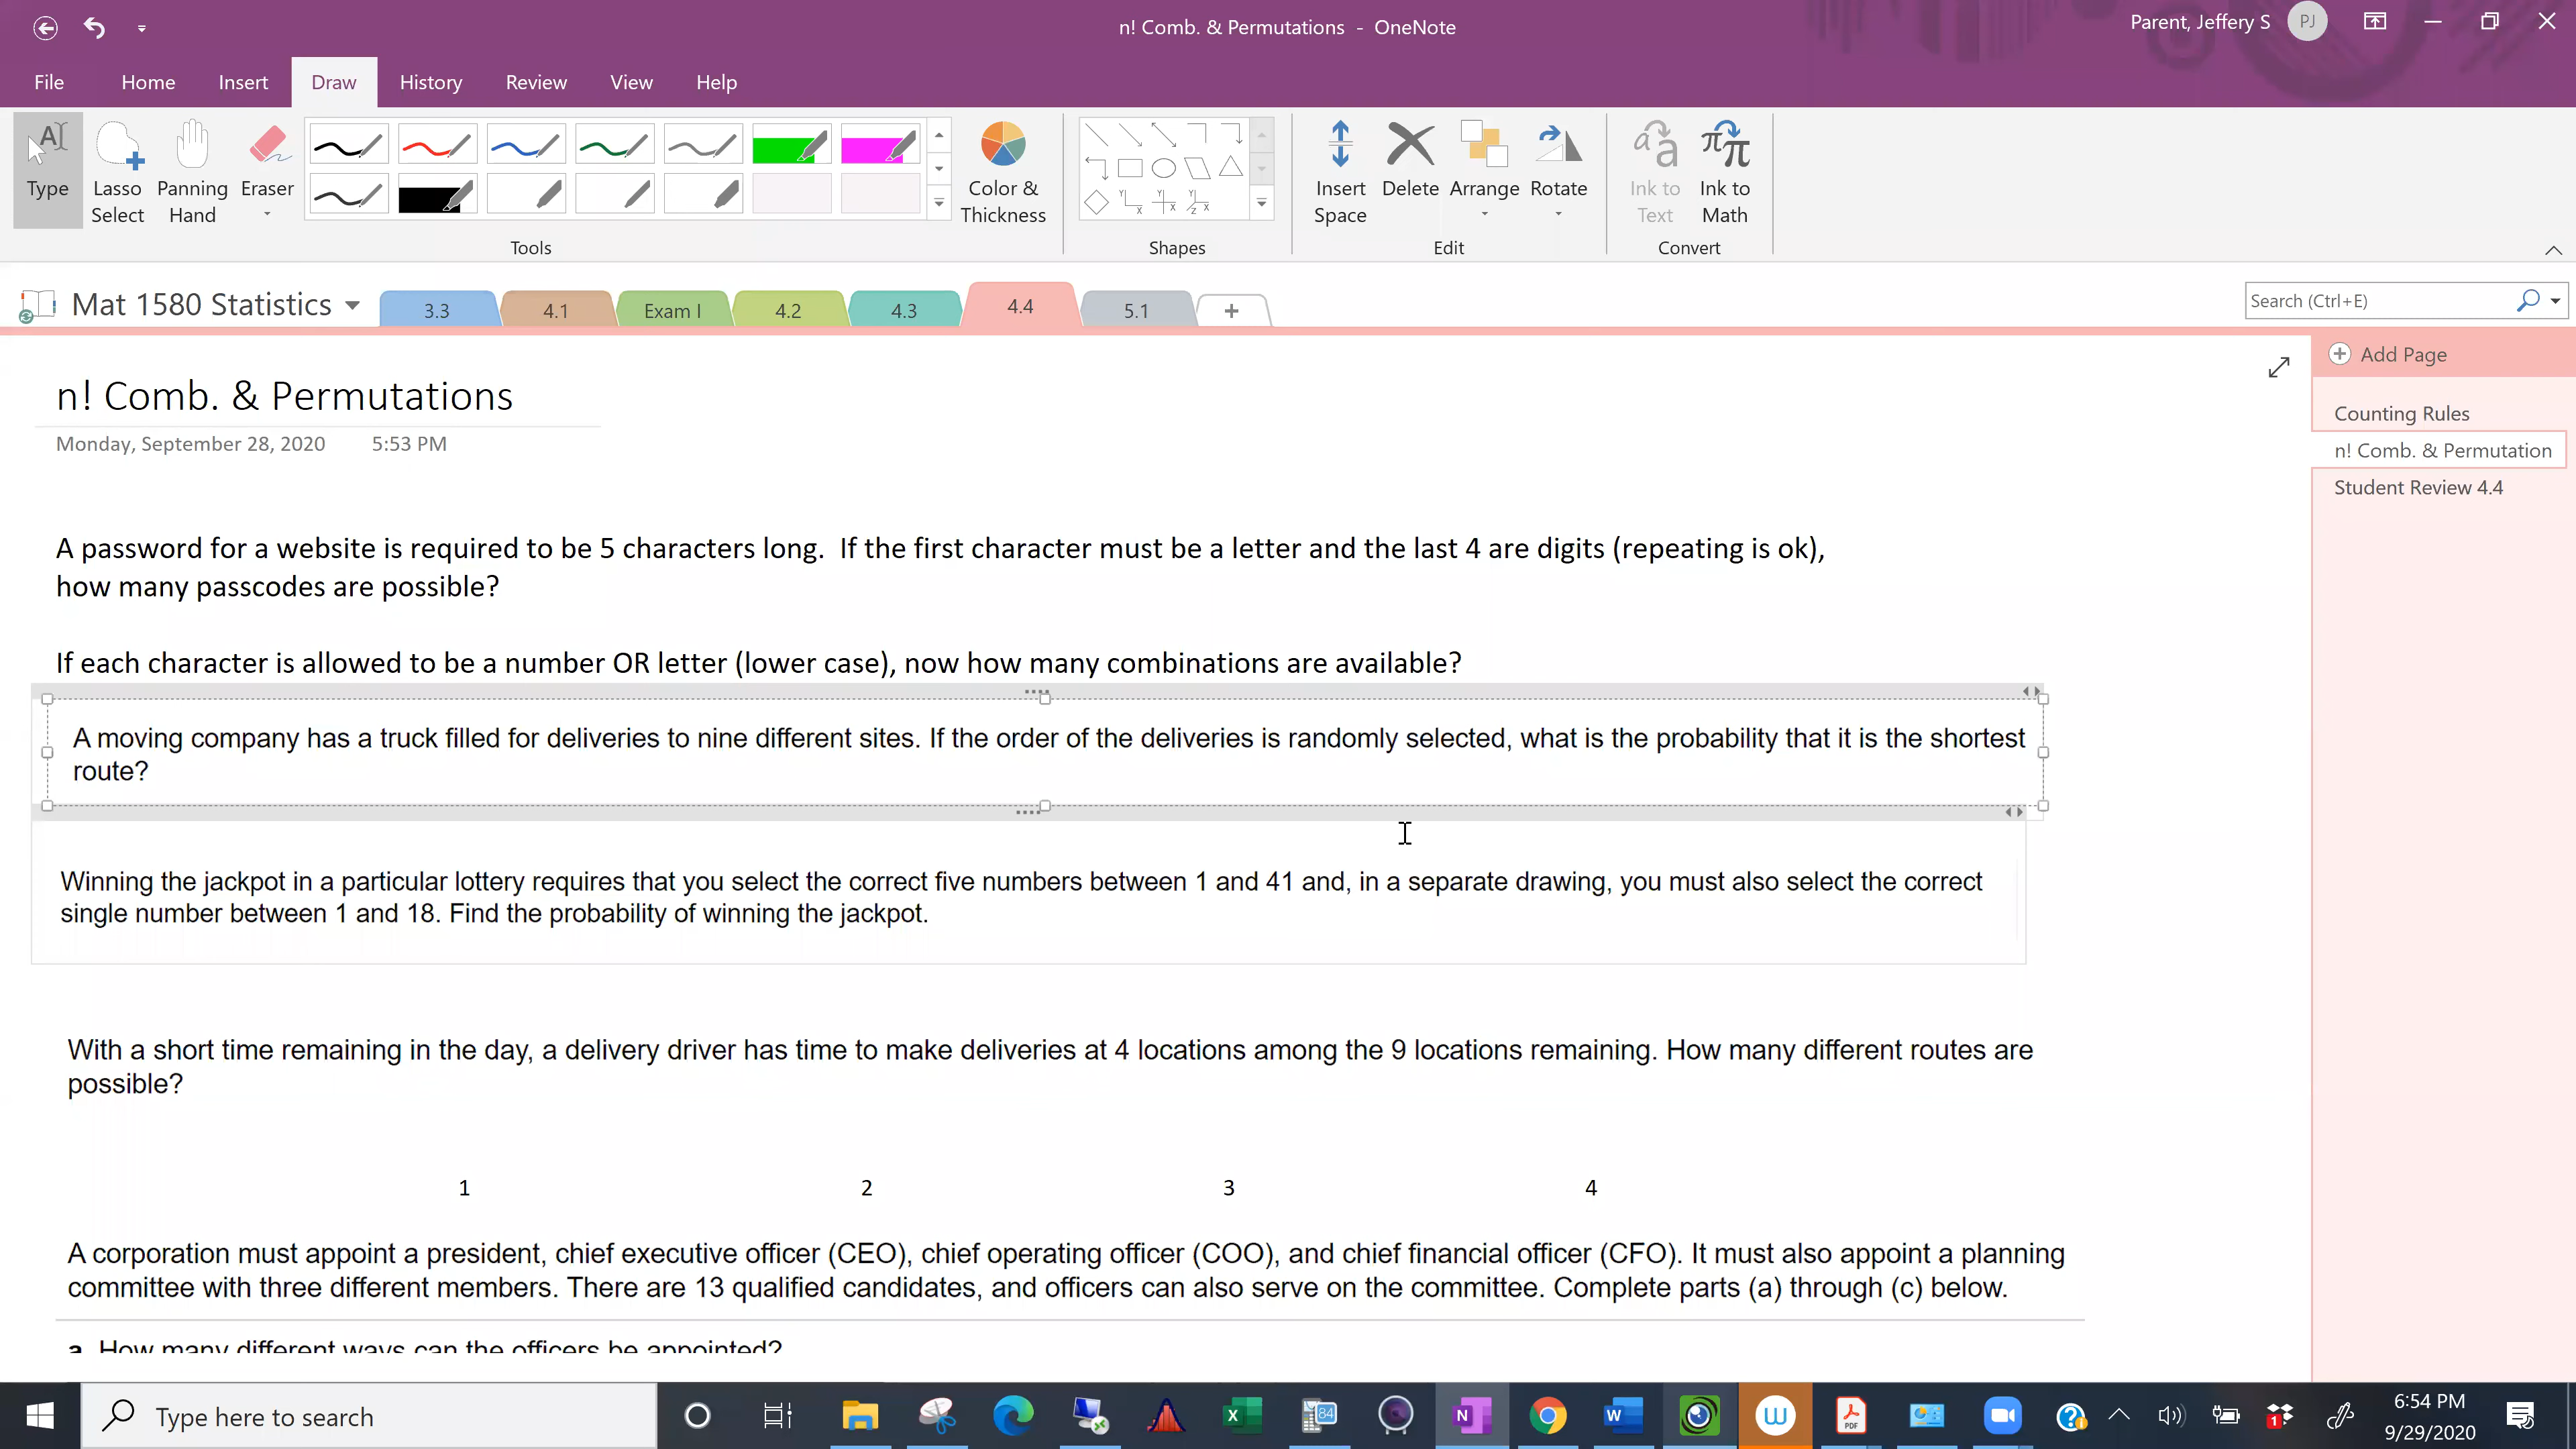 n! Comb. & Permutations - OneNote
Parent, Jeffery S PJ
File Home Insert Draw History Review View Help
Type
Lasso Select
Panning Hand
Eraser
Color & Thickness
Insert Space
Delete
Arrange
Rotate
Ink to Text
Ink to Math
Tools
Shapes
Edit
Convert
Mat 1580 Statistics
3.3 4.1 Exam I 4.2 4.3 4.4 5.1 +
Search (Ctrl+E)
Add Page
Counting Rules
n! Comb. & Permutation
Student Review 4.4
n! Comb. & Permutations
Monday, September 28, 2020 5:53 PM
A password for a website is required to be 5 characters long. If the first character must be a letter and the last 4 are digits (repeating is ok),
how many passcodes are possible?
If each character is allowed to be a number OR letter (lower case), now how many combinations are available?
A moving company has a truck filled for deliveries to nine different sites. If the order of the deliveries is randomly selected, what is the probability that it is the shortest
route?
Winning the jackpot in a particular lottery requires that you select the correct five numbers between 1 and 41 and, in a separate drawing, you must also select the correct
single number between 1 and 18. Find the probability of winning the jackpot.
With a short time remaining in the day, a delivery driver has time to make deliveries at 4 locations among the 9 locations remaining. How many different routes are
possible?
1 2 3 4
A corporation must appoint a president, chief executive officer (CEO), chief operating officer (COO), and chief financial officer (CFO). It must also appoint a planning
committee with three different members. There are 13 qualified candidates, and officers can also serve on the committee. Complete parts (a) through (c) below.
a. How many different ways can the officers be appointed?
Type here to search
6:54 PM
9/29/2020